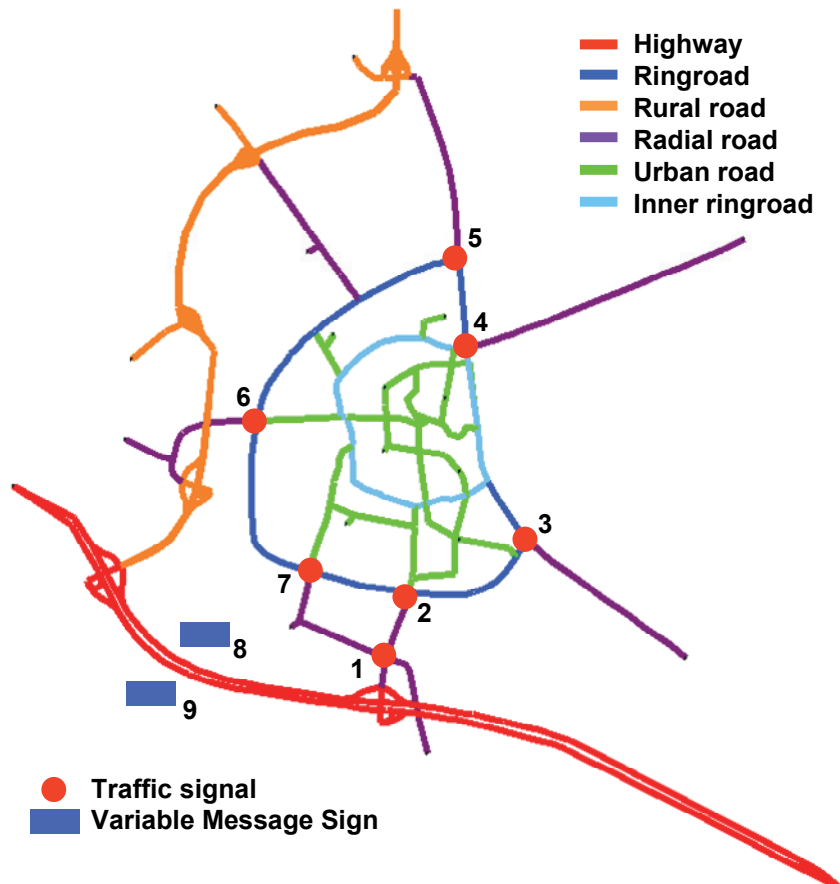 Highway
Ringroad
Rural road
Radial road
Urban road
Inner ringroad
5
4
6
3
7
2
1
8
9
Traffic signal
Variable Message Sign